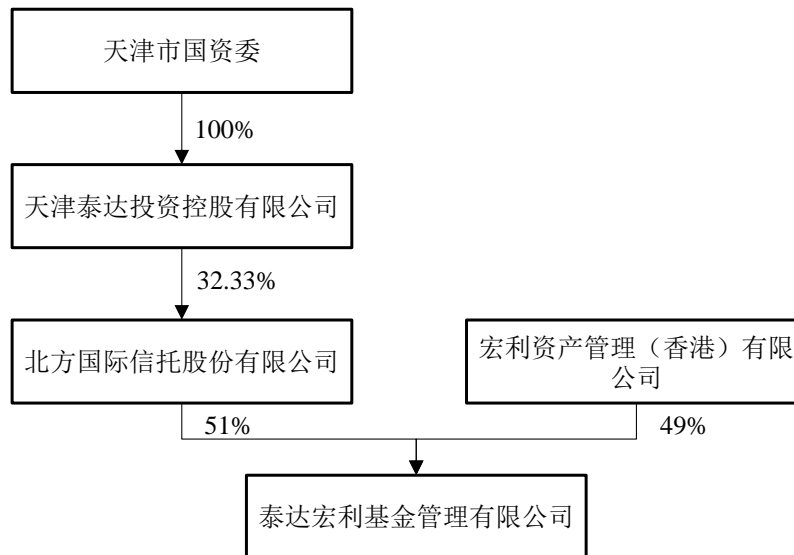 天津市国资委
100%
天津泰达投资控股有限公司
32.33%
北方国际信托股份有限公司
宏利资产管理（香港）有限
公司
51%
49%
泰达宏利基金管理有限公司